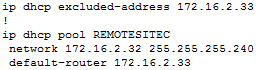 ip dhcp excluded-address 172.16.2.33
!
ip dhcp pool REMOTESITEC
network 172.16.2.32 255.255.255.240
default-router 172.16.2.33